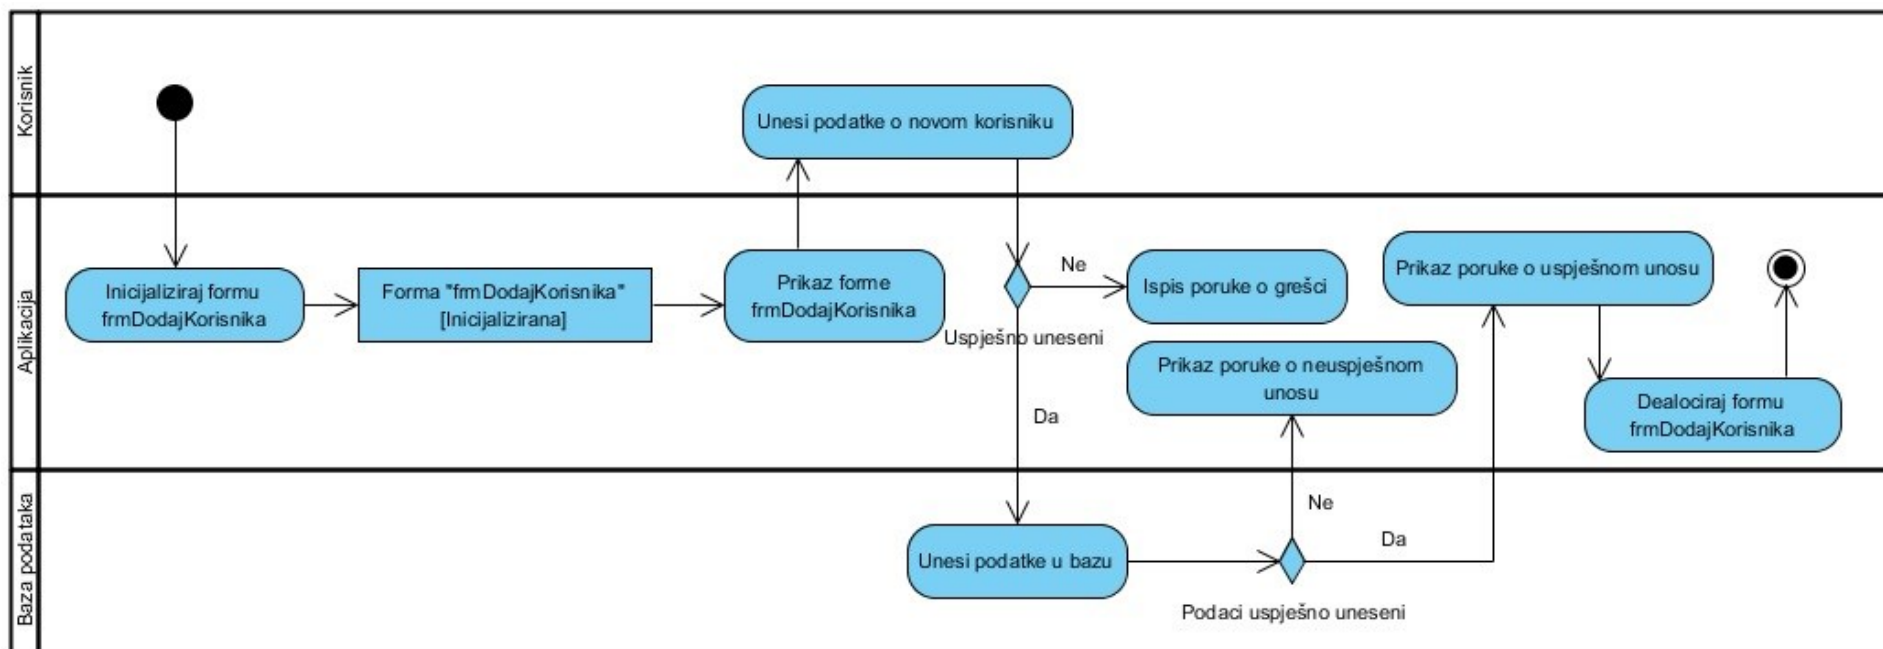 Korisnik
Unesi podatke o novom korisniku
Aplikacija
Inicijaliziraj formu
frmDodajKorisnika
Forma "frmDodajKorisnika"
[Inicijalizirana]
Prikaz forme
frmDodajKorisnika
Ne
Ispis poruke o grešci
Uspješno uneseni
Prikaz poruke o neuspješnom
unosu
Da
Prikaz poruke o uspješnom unosu
Dealociraj formu
frmDodajKorisnika
Baza podataka
Unesi podatke u bazu
Ne
Da
Podaci uspješno uneseni